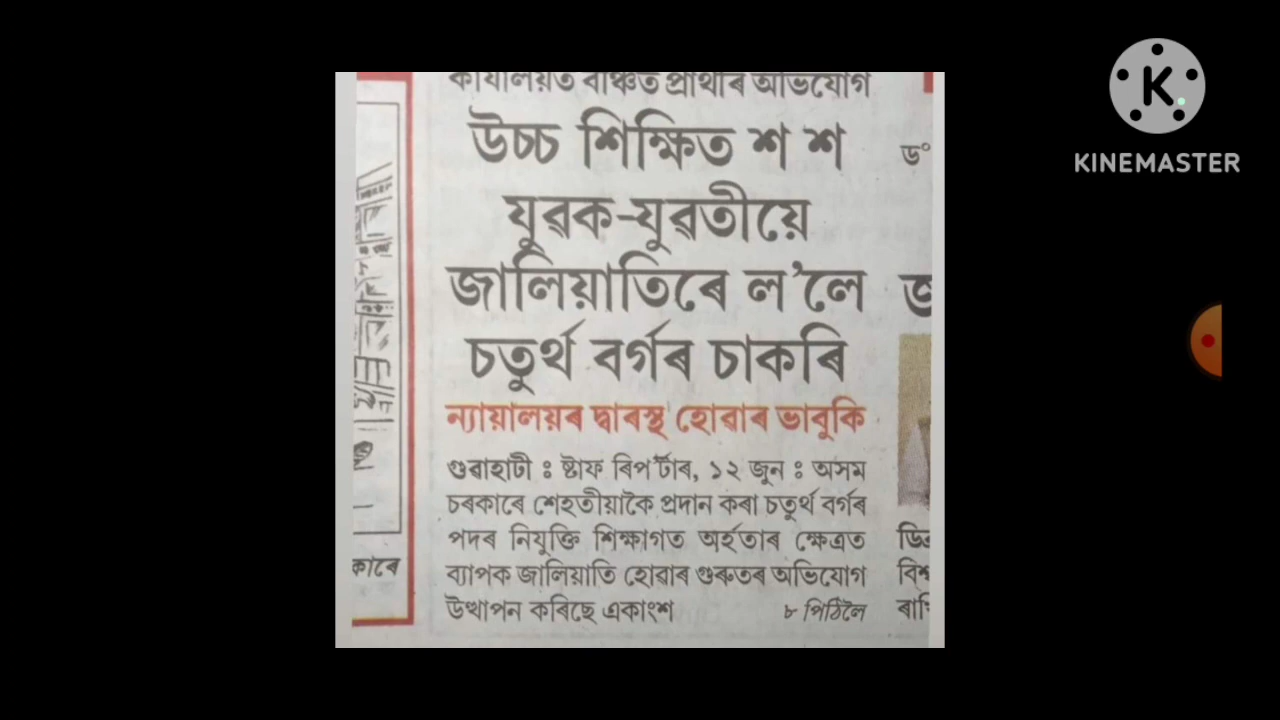 কাৰ্যালয়ত বঞ্চিত প্ৰাৰ্থীৰ অভিযোগ
উচ্চ শিক্ষিত শ শ
যুৱক-যুৱতীয়ে
জালিয়াতিৰে ল'লে
চতুৰ্থ বৰ্গৰ চাকৰি
ন্যায়ালয়ৰ দ্বাৰস্থ হোৱাৰ ভাবুকি
গুৱাহাটী ঃ ষ্টাফ ৰিপ'ৰ্টাৰ, ১২ জুন ঃ অসম
চৰকাৰে শেহতীয়াকৈ প্ৰদান কৰা চতুৰ্থ বৰ্গৰ
পদৰ নিযুক্তি শিক্ষাগত অৰ্হতাৰ ক্ষেত্ৰত
ব্যাপক জালিয়াতি হোৱাৰ গুৰুতৰ অভিযোগ
উত্থাপন কৰিছে একাংশ ৮ পিঠিলৈ
কাৰে
ড°
KINEMASTER